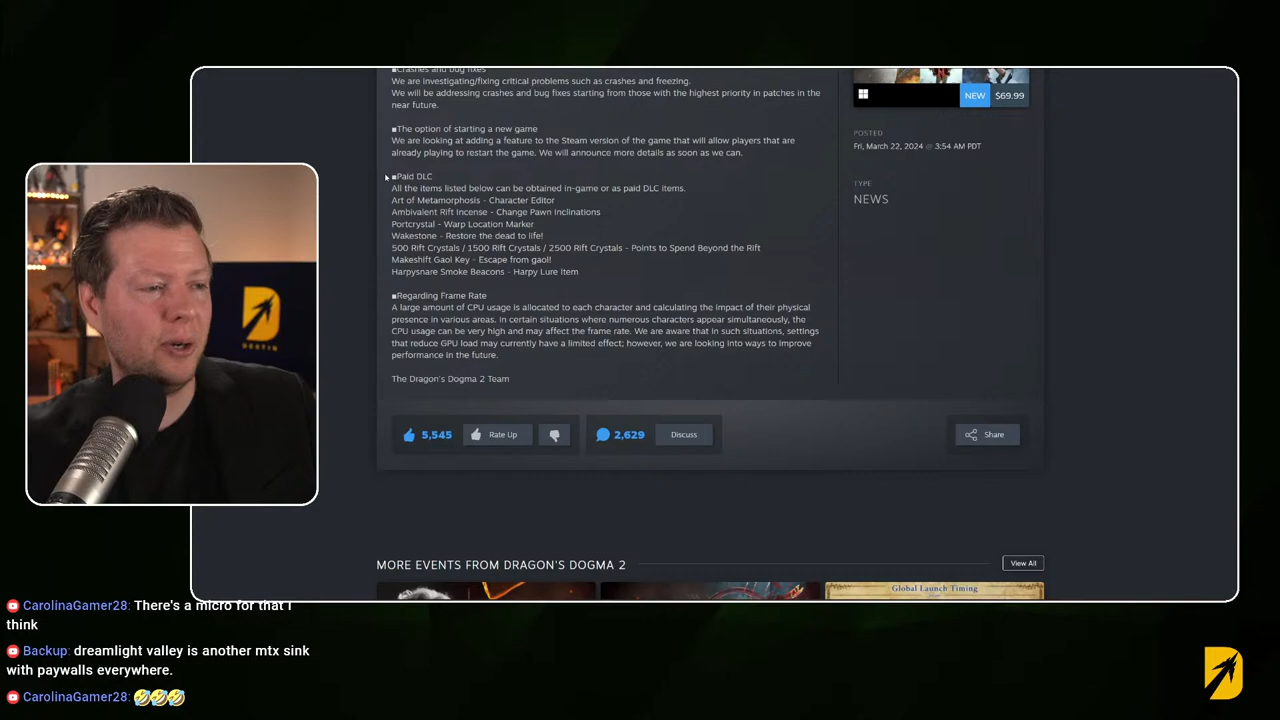 ■Crashes and bug fixes
We are investigating/fixing critical problems such as crashes and freezing.
We will be addressing crashes and bug fixes starting from those with the highest priority in patches in the
near future.
■The option of starting a new game
We are looking at adding a feature to the Steam version of the game that will allow players that are
already playing to restart the game. We will announce more details as soon as we can.
■Paid DLC
All the items listed below can be obtained in-game or as paid DLC items.
Art of Metamorphosis - Character Editor
Ambivalent Rift Incense - Change Pawn Inclinations
Portcrystal - Warp Location Marker
Wakestone - Restore the dead to life!
500 Rift Crystals / 1500 Rift Crystals / 2500 Rift Crystals - Points to Spend Beyond the Rift
Makeshift Gaol Key - Escape from gaol!
Harpysnare Smoke Beacons - Harpy Lure Item
■Regarding Frame Rate
A large amount of CPU usage is allocated to each character and calculating the impact of their physical
presence in various areas. In certain situations where numerous characters appear simultaneously, the
CPU usage can be very high and may affect the frame rate. We are aware that in such situations, settings
that reduce GPU load may currently have a limited effect; however, we are looking into ways to improve
performance in the future.
The Dragon's Dogma 2 Team
5,545
Rate Up
2,629
Discuss
Share
NEW
$69.99
POSTED
Fri, March 22, 2024 @ 3:54 AM PDT
TYPE
NEWS
MORE EVENTS FROM DRAGON'S DOGMA 2
View All
Global Launch Timing
DESTIN
CarolinaGamer28: There's a micro for that I
think
Backup: dreamlight valley is another mtx sink
with paywalls everywhere.
CarolinaGamer28: 🤣🤣🤣